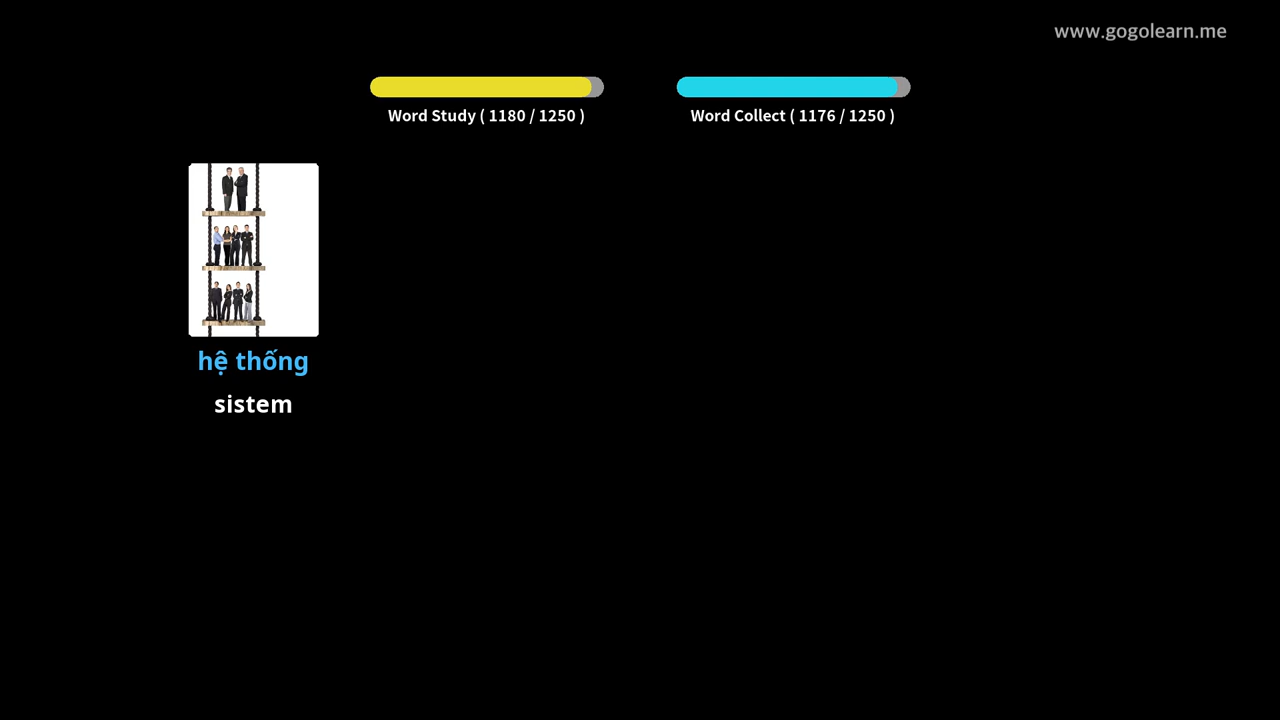 www.gogolearn.me
Word Study ( 1180 / 1250 )
Word Collect ( 1176 / 1250 )
hệ thống
sistem